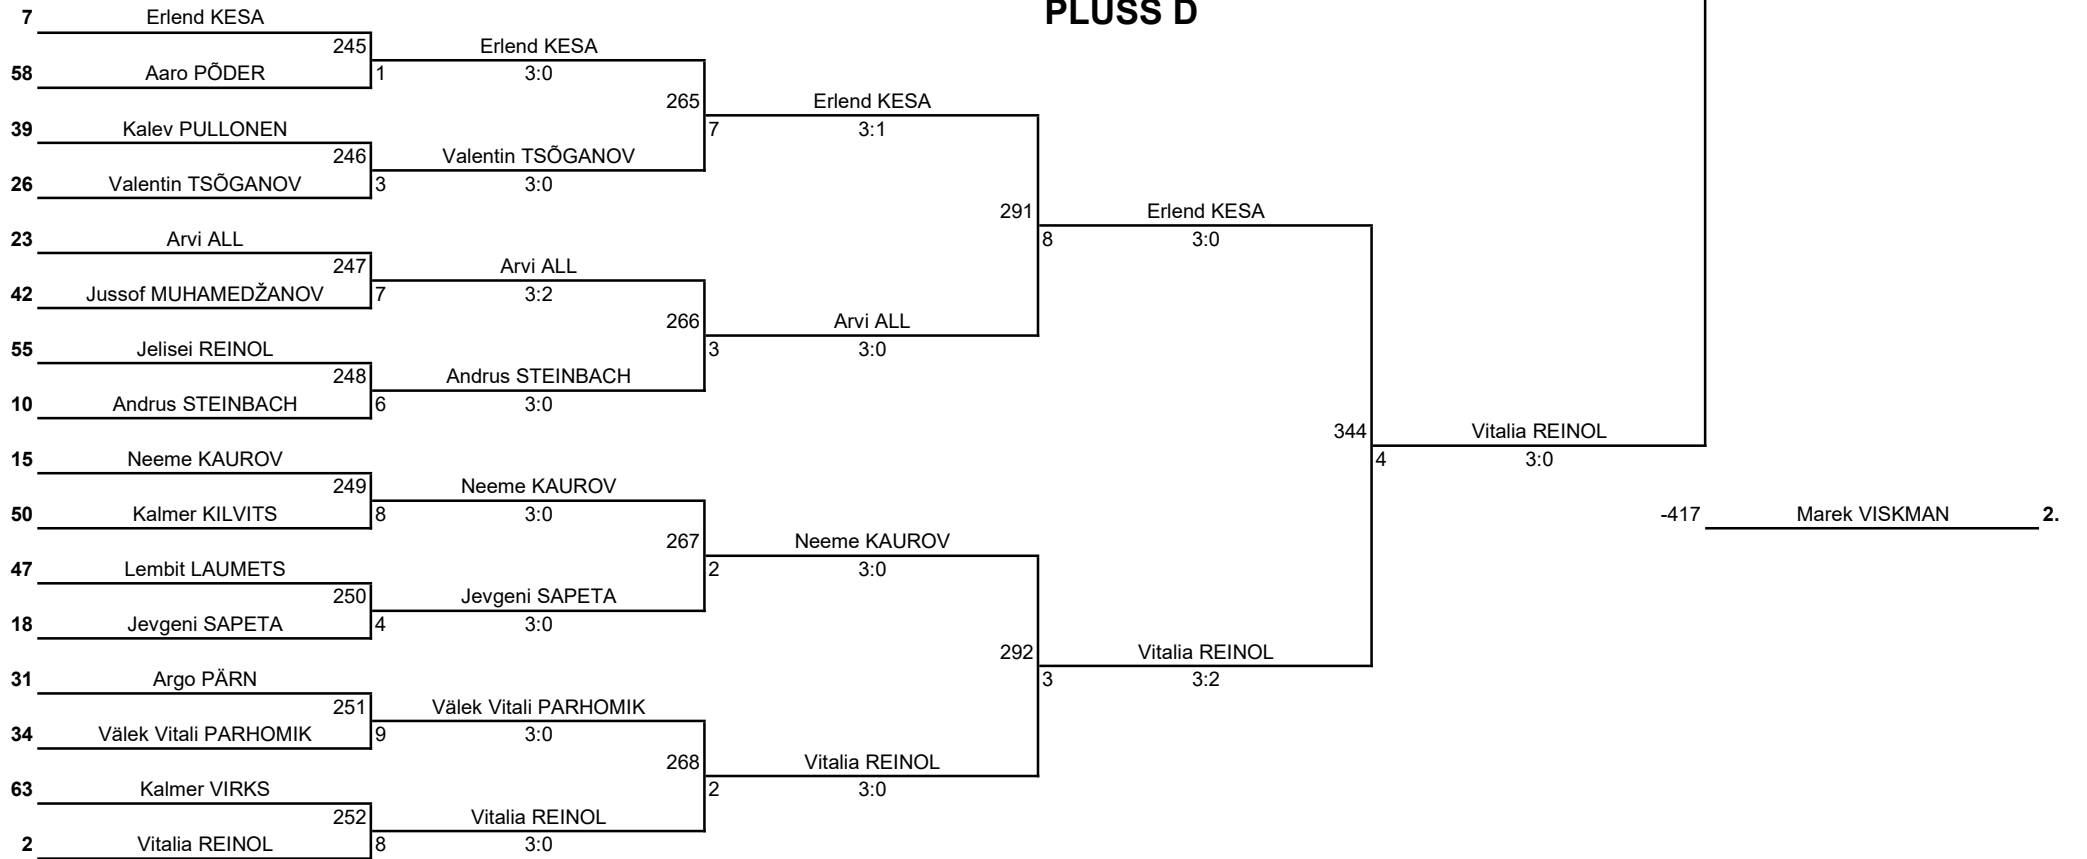 PLUSS D
7 Erlend KESA
245 Erlend KESA
58 Aaro PÕDER 1 3:0
265 Erlend KESA
39 Kalev PULLONEN 7 3:1
246 Valentin TSÕGANOV
26 Valentin TSÕGANOV 3 3:0
291 Erlend KESA
23 Arvi ALL 8 3:0
247 Arvi ALL
42 Jussof MUHAMEDŽANOV 7 3:2
266 Arvi ALL
55 Jelisei REINOL 3 3:0
248 Andrus STEINBACH
10 Andrus STEINBACH 6 3:0
344 Vitalia REINOL
15 Neeme KAUROV 4 3:0
249 Neeme KAUROV
50 Kalmer KILVITS 8 3:0 -417 Marek VISKMAN 2.
267 Neeme KAUROV
47 Lembit LAUMETS 2 3:0
250 Jevgeni SAPETA
18 Jevgeni SAPETA 4 3:0
292 Vitalia REINOL
31 Argo PÄRN 3 3:2
251 Välek Vitali PARHOMIK
34 Välek Vitali PARHOMIK 9 3:0
268 Vitalia REINOL
63 Kalmer VIRKS 2 3:0
252 Vitalia REINOL
2 Vitalia REINOL 8 3:0